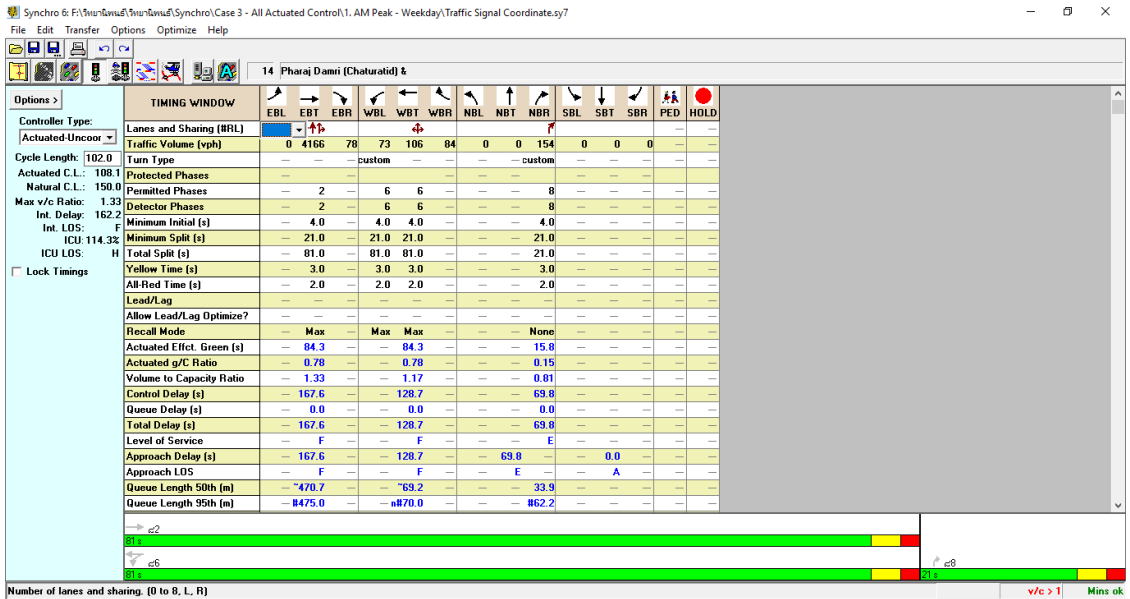 Synchro 6: F:\วิทยานิพนธ์\วิทยานิพนธ์\Synchro\Case 3 - All Actuated Control\1. AM Peak - Weekday\Traffic Signal Coordinate.sy7
File Edit Transfer Options Optimize Help
14 Pharaj Damri (Chaturatid) &
Options >
Controller Type:
Actuated-Uncoor
Cycle Length: 102.0
Actuated C.L.: 108.1
Natural C.L.: 150.0
Max v/c Ratio: 1.33
Int. Delay: 162.2
Int. LOS: F
ICU: 114.3%
ICU LOS: H
Lock Timings
TIMING WINDOW EBL EBT EBR WBL WBT WBR NBL NBT NBR SBL SBT SBR PED HOLD
Lanes and Sharing (#RL) — —
Traffic Volume (vph) 0 4166 78 73 106 84 0 0 154 0 0 0 — —
Turn Type — — — custom — — — — custom — — — — —
Protected Phases — — — — — — — —
Permitted Phases — 2 — 6 6 — — — 8 — — — — —
Detector Phases — 2 — 6 6 — — — 8 — — — — —
Minimum Initial (s) — 4.0 — 4.0 4.0 — — — 4.0 — — — — —
Minimum Split (s) — 21.0 — 21.0 21.0 — — — 21.0 — — — — —
Total Split (s) — 81.0 — 81.0 81.0 — — — 21.0 — — — — —
Yellow Time (s) — 3.0 — 3.0 3.0 — — — 3.0 — — — — —
All-Red Time (s) — 2.0 — 2.0 2.0 — — — 2.0 — — — — —
Lead/Lag — — — — — — — — — — — — — —
Allow Lead/Lag Optimize? — — — — — — — — — — — — — —
Recall Mode — Max — Max Max — — — None — — — — —
Actuated Effct. Green (s) — 84.3 — — 84.3 — — — 15.8 — — — — —
Actuated g/C Ratio — 0.78 — — 0.78 — — — 0.15 — — — — —
Volume to Capacity Ratio — 1.33 — — 1.17 — — — 0.81 — — — — —
Control Delay (s) — 167.6 — — 128.7 — — — 69.8 — — — — —
Queue Delay (s) — 0.0 — — 0.0 — — — 0.0 — — — — —
Total Delay (s) — 167.6 — — 128.7 — — — 69.8 — — — — —
Level of Service — F — — F — — — E — — — — —
Approach Delay (s) — 167.6 — — 128.7 — — 69.8 — — 0.0 — — —
Approach LOS — F — — F — — E — — A — — —
Queue Length 50th (m) — ~470.7 — — ~69.2 — — — 33.9 — — — — —
Queue Length 95th (m) — #475.0 — — n#70.0 — — — #62.2 — — — — —
ø2
81 s
ø6
81 s
ø8
21 s
Number of lanes and sharing. (0 to 8, L, R)
v/c > 1
Mins ok